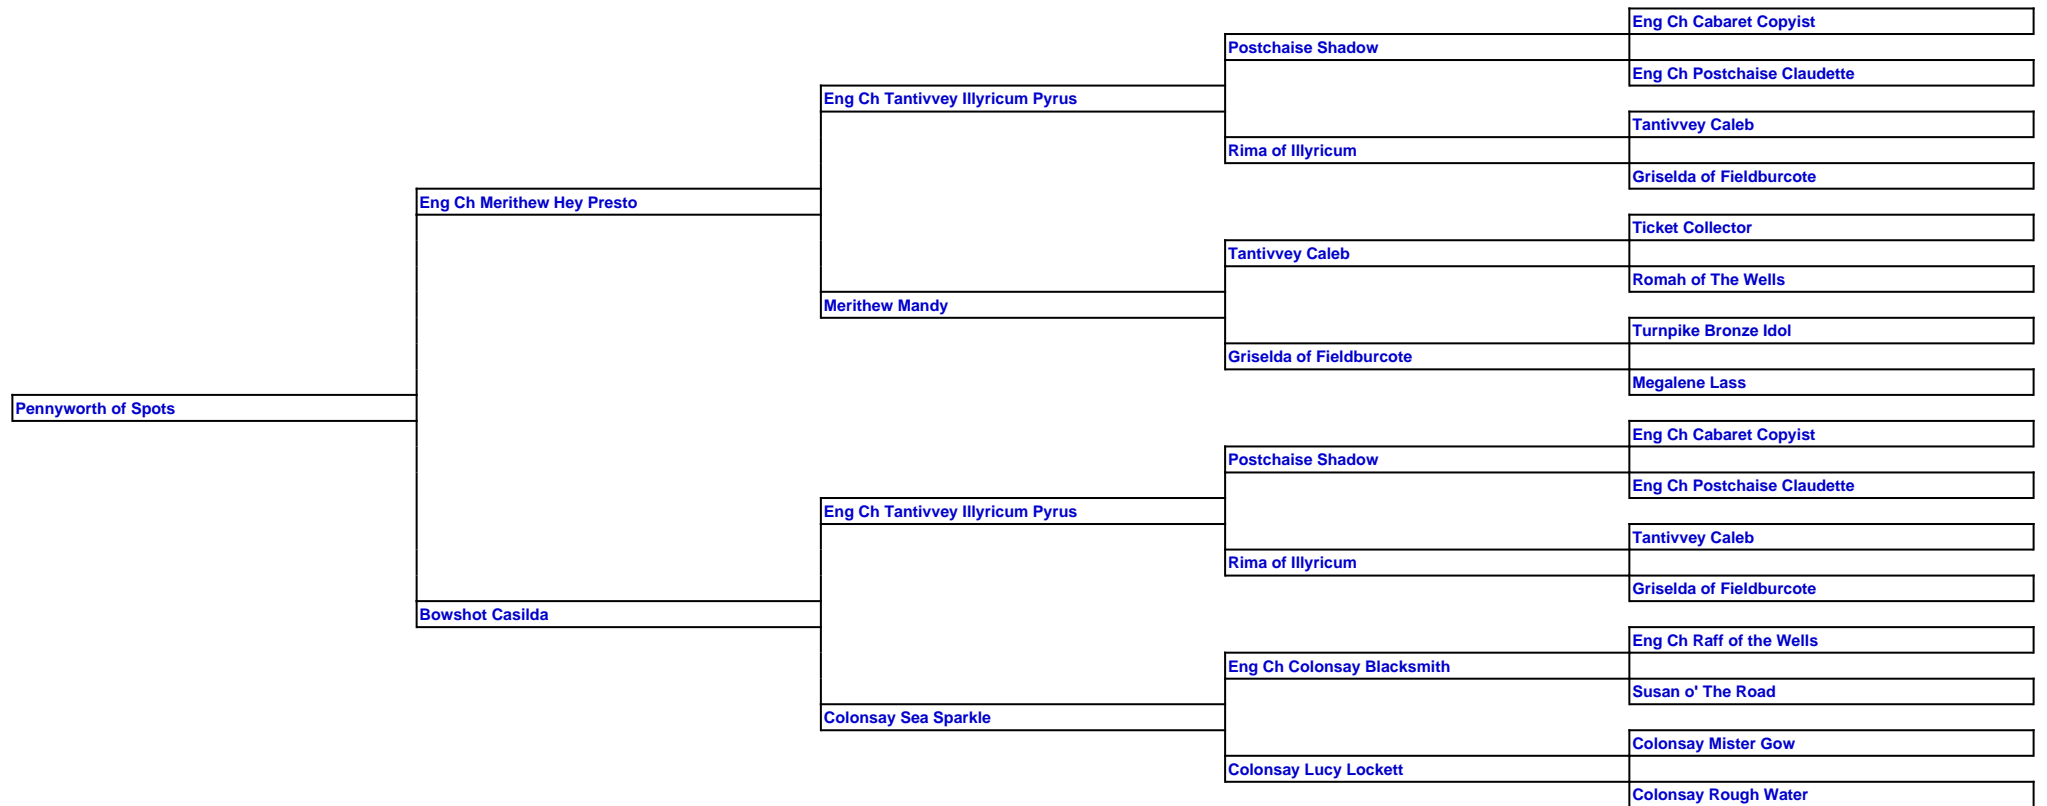 Eng Ch Cabaret Copyist
Postchaise Shadow
Eng Ch Postchaise Claudette
Eng Ch Tantivvey Illyricum Pyrus
Tantivvey Caleb
Rima of Illyricum
Griselda of Fieldburcote
Eng Ch Merithew Hey Presto
Ticket Collector
Tantivvey Caleb
Romah of The Wells
Merithew Mandy
Turnpike Bronze Idol
Griselda of Fieldburcote
Megalene Lass
Pennyworth of Spots
Eng Ch Cabaret Copyist
Postchaise Shadow
Eng Ch Postchaise Claudette
Eng Ch Tantivvey Illyricum Pyrus
Tantivvey Caleb
Rima of Illyricum
Griselda of Fieldburcote
Bowshot Casilda
Eng Ch Raff of the Wells
Eng Ch Colonsay Blacksmith
Susan o' The Road
Colonsay Sea Sparkle
Colonsay Mister Gow
Colonsay Lucy Lockett
Colonsay Rough Water